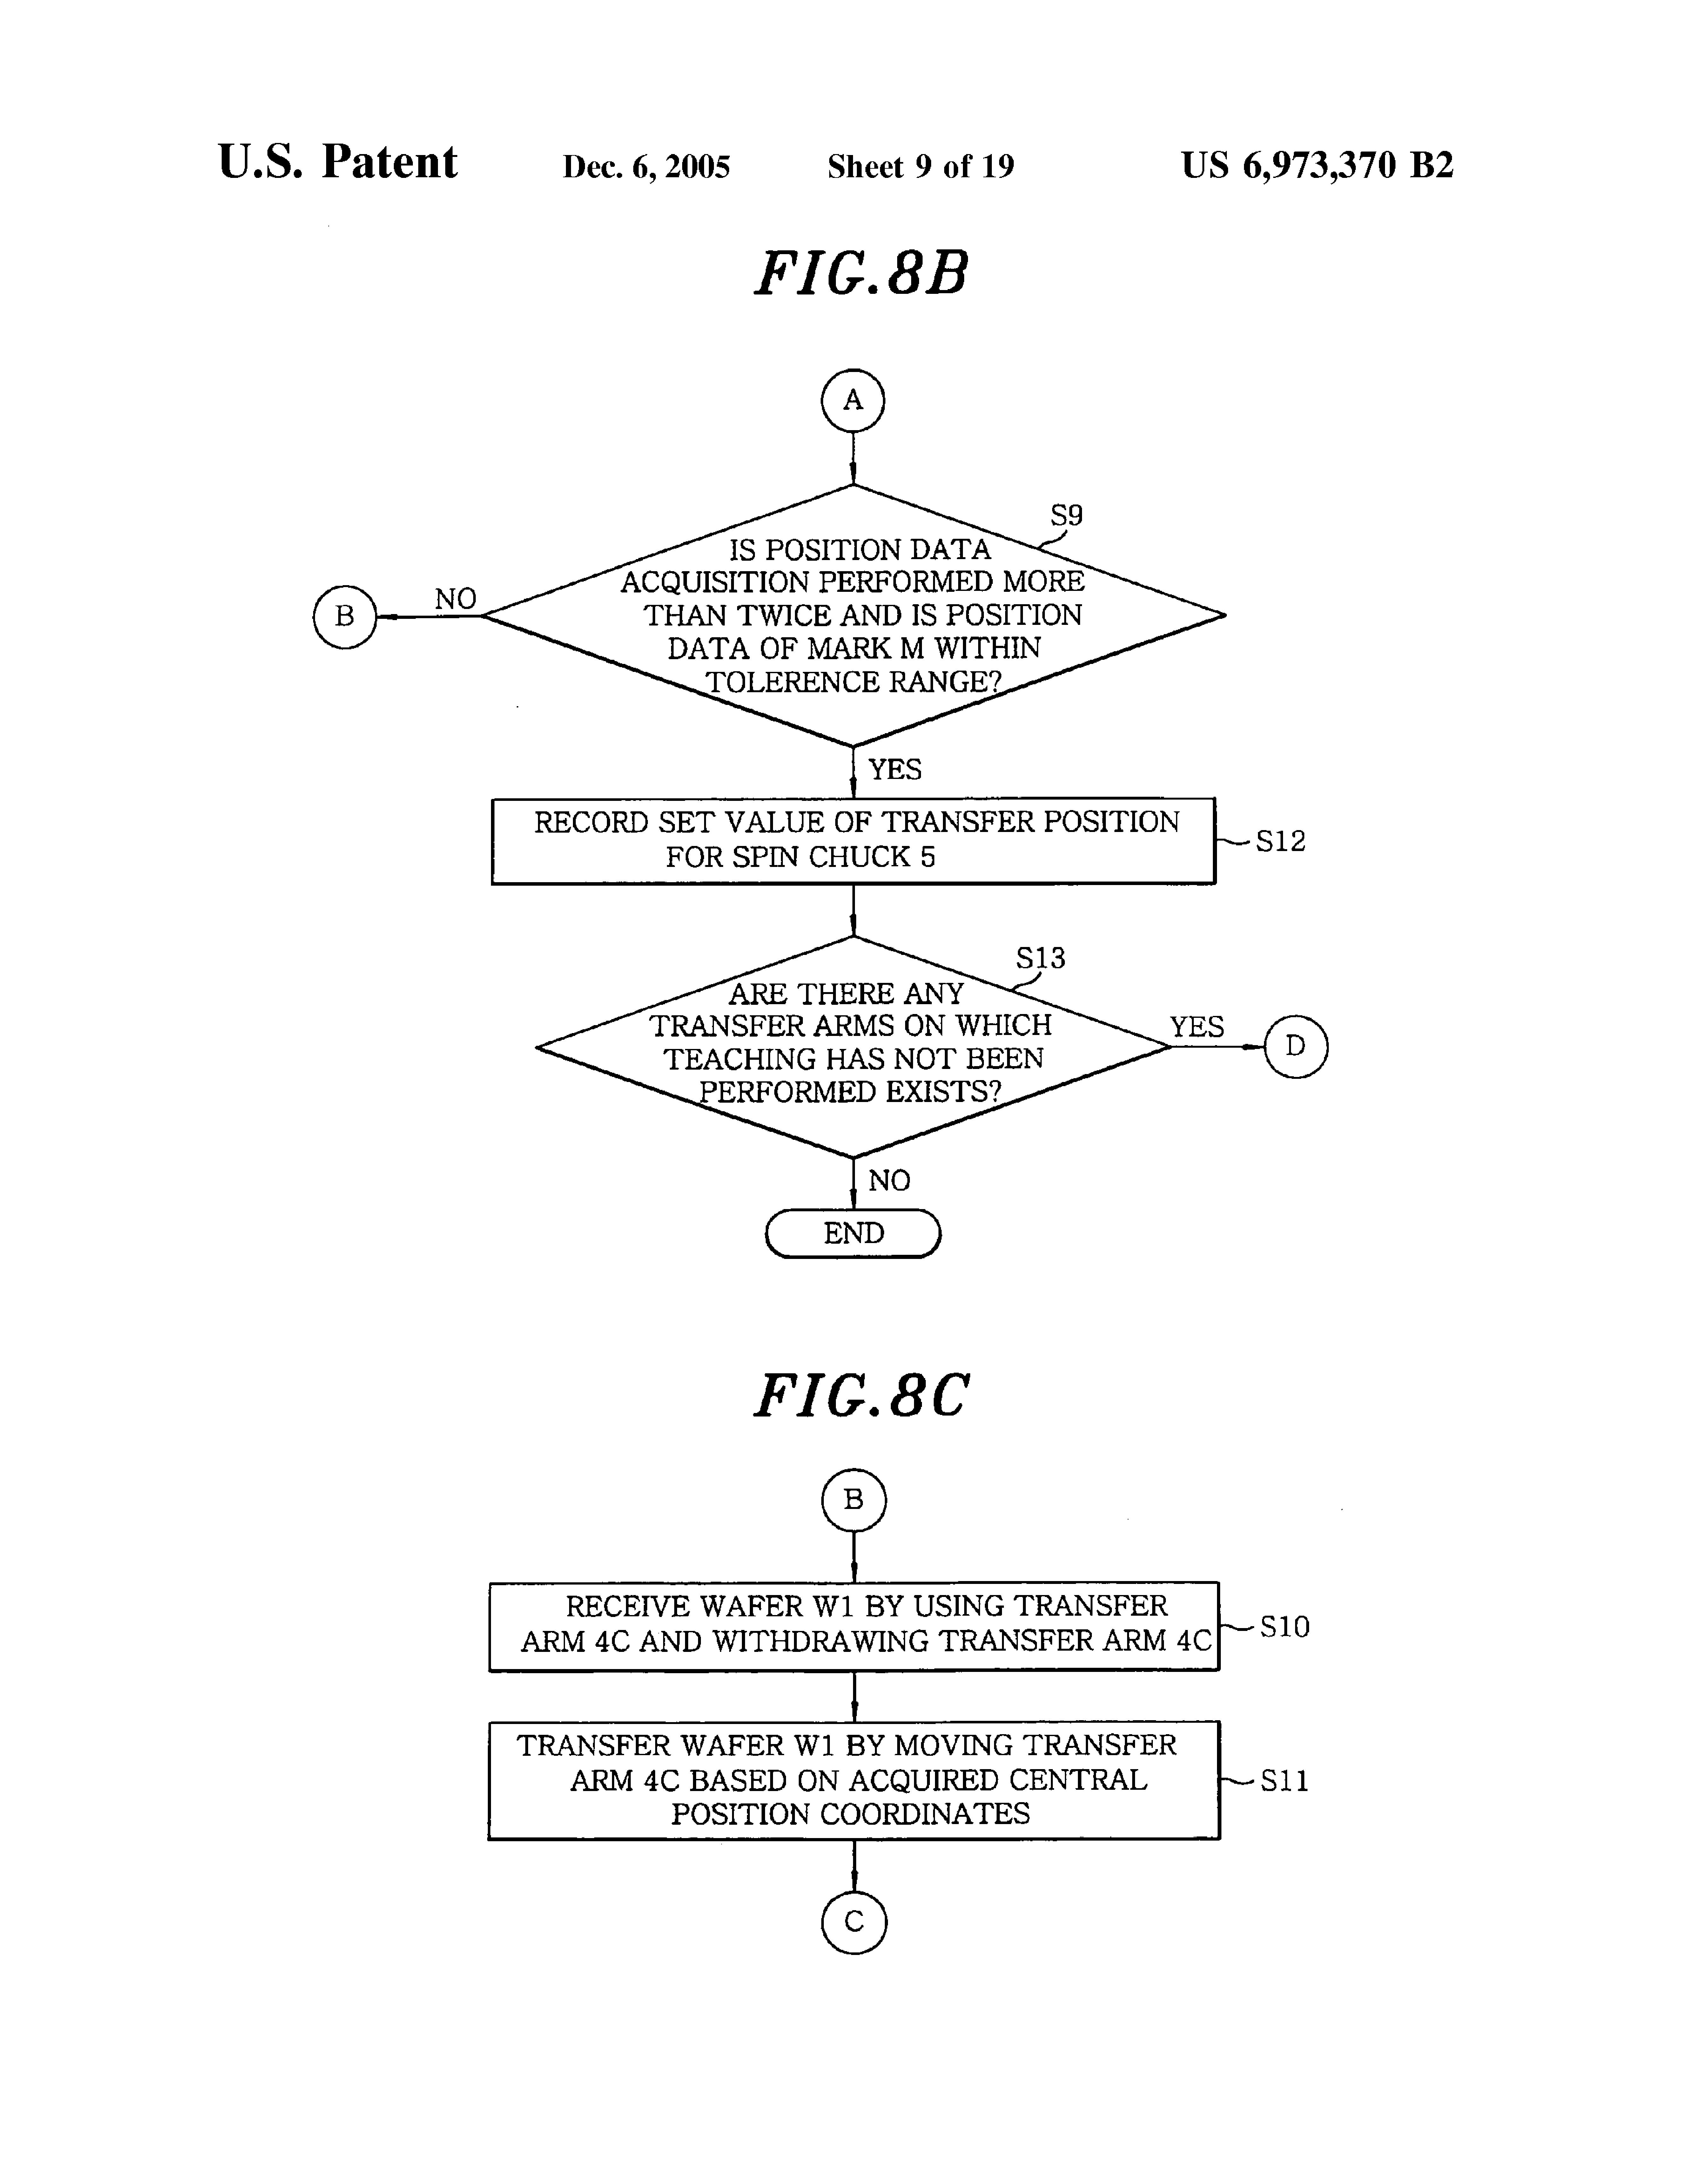 U.S. Patent Dec. 6, 2005 Sheet 9 of 19 US 6,973,370 B2
FIG.8B
A
S9
IS POSITION DATA
ACQUISITION PERFORMED MORE
THAN TWICE AND IS POSITION
DATA OF MARK M WITHIN
TOLERENCE RANGE?
NO
B
YES
RECORD SET VALUE OF TRANSFER POSITION
FOR SPIN CHUCK 5
S12
S13
ARE THERE ANY
TRANSFER ARMS ON WHICH
TEACHING HAS NOT BEEN
PERFORMED EXISTS?
YES
D
NO
END
FIG.8C
B
RECEIVE WAFER W1 BY USING TRANSFER
ARM 4C AND WITHDRAWING TRANSFER ARM 4C
S10
TRANSFER WAFER W1 BY MOVING TRANSFER
ARM 4C BASED ON ACQUIRED CENTRAL
POSITION COORDINATES
S11
C